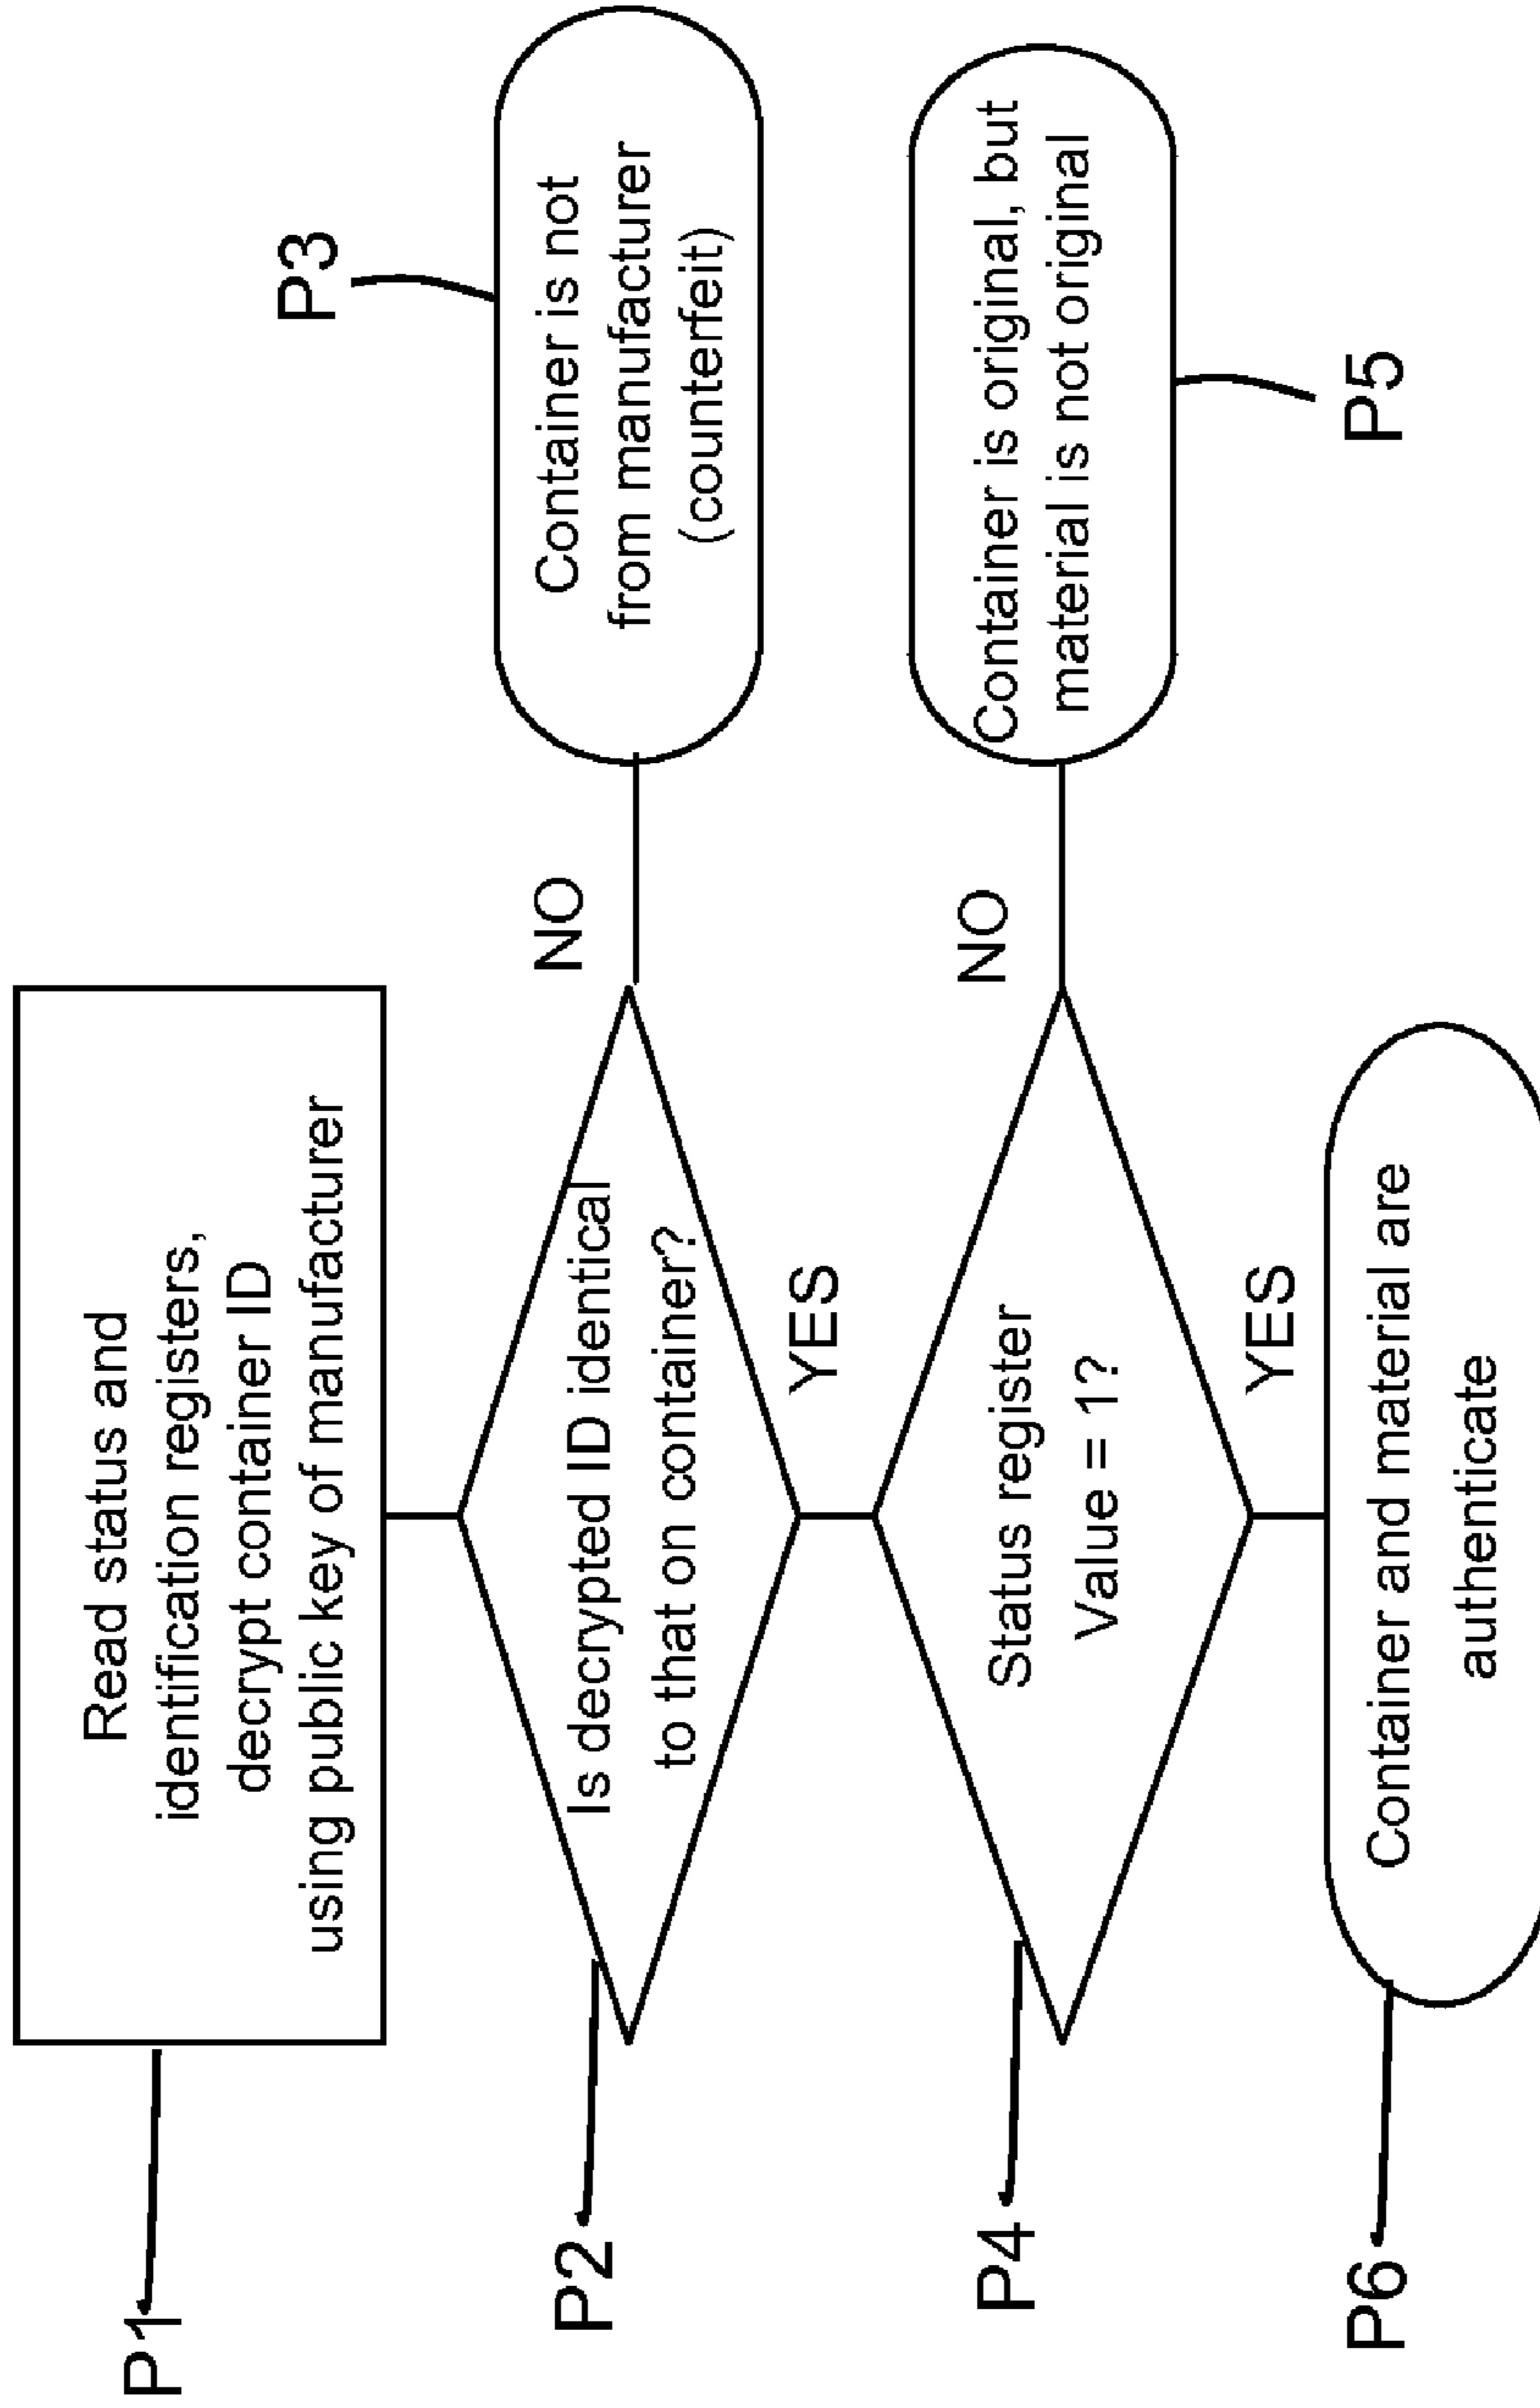 P1
Read status and
identification registers,
decrypt container ID
using public key of manufacturer
P2
Is decrypted ID identical
to that on container?
NO
P3
Container is not
from manufacturer
(counterfeit)
YES
P4
Status register
Value = 1?
NO
Container is original, but
material is not original
P5
YES
P6
Container and material are
authenticate